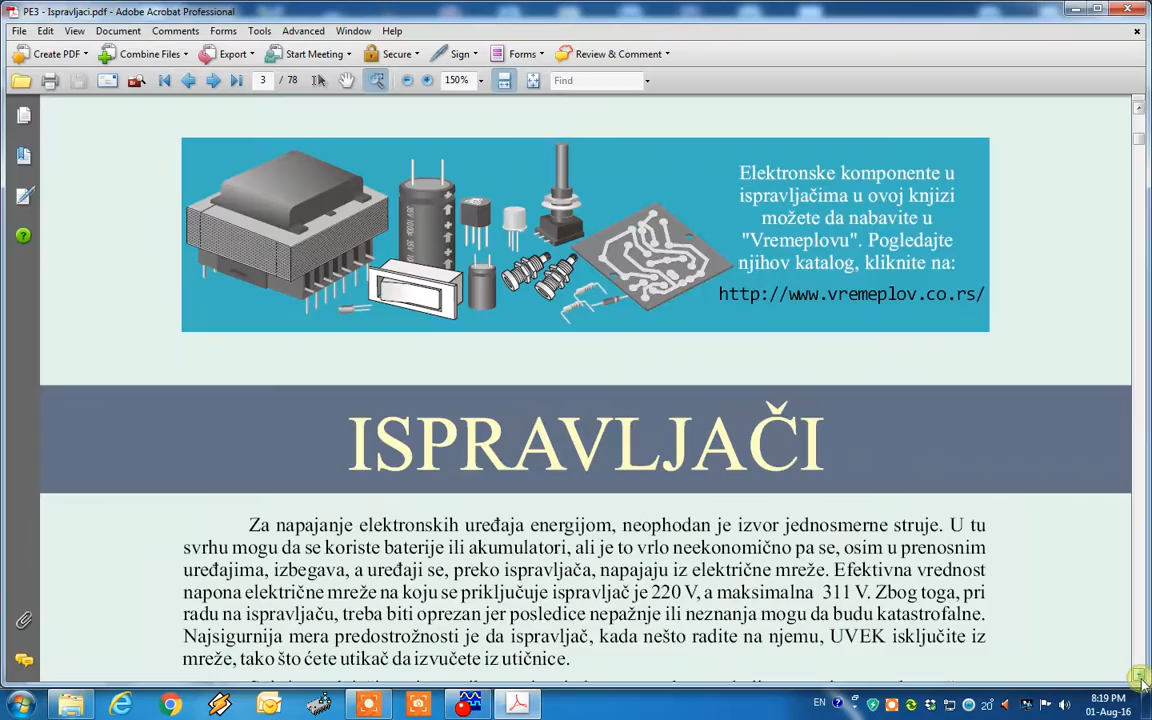 PE3 - Ispravljaci.pdf - Adobe Acrobat Professional
File Edit View Document Comments Forms Tools Advanced Window Help
Create PDF Combine Files Export Start Meeting Secure Sign Forms Review & Comment
3 / 78 150% Find
Elektronske komponente u
ispravljačima u ovoj knjizi
možete da nabavite u
"Vremeplovu". Pogledajte
njihov katalog, kliknite na:
http://www.vremeplov.co.rs/
ISPRAVLJAČI
Za napajanje elektronskih uređaja energijom, neophodan je izvor jednosmerne struje. U tu
svrhu mogu da se koriste baterije ili akumulatori, ali je to vrlo neekonomično pa se, osim u prenosnim
uređajima, izbegava, a uređaji se, preko ispravljača, napajaju iz električne mreže. Efektivna vrednost
napona električne mreže na koju se priključuje ispravljač je 220 V, a maksimalna 311 V. Zbog toga, pri
radu na ispravljaču, treba biti oprezan jer posledice nepažnje ili neznanja mogu da budu katastrofalne.
Najsigurnija mera predostrožnosti je da ispravljač, kada nešto radite na njemu, UVEK isključite iz
mreže, tako što ćete utikač da izvučete iz utičnice.
EN 20° 8:19 PM
01-Aug-16